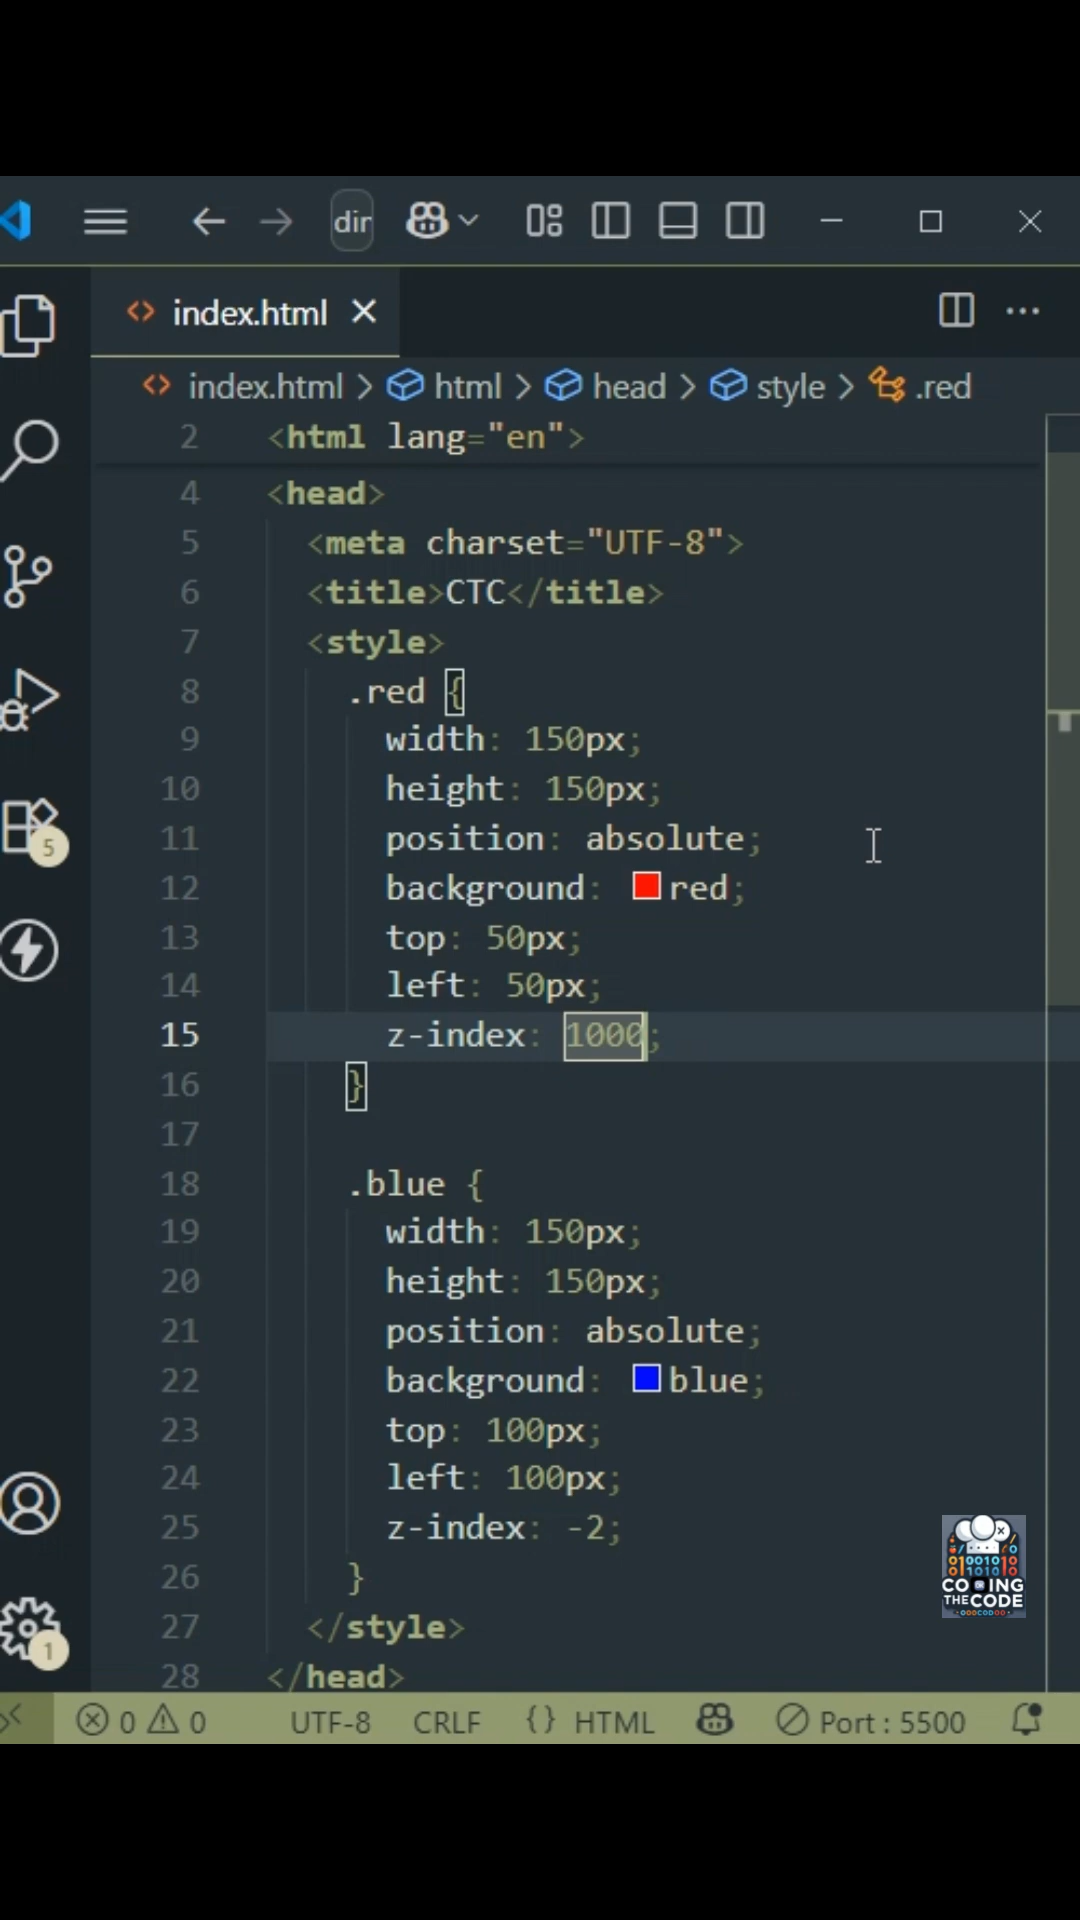 dir
index.html
index.html > html > head > style > .red
2 <html lang="en">
4 <head>
5 <meta charset="UTF-8">
6 <title>CTC</title>
7 <style>
8 .red {
9 width: 150px;
10 height: 150px;
11 position: absolute;
12 background: red;
13 top: 50px;
14 left: 50px;
15 z-index: 1000;
16 }
17
18 .blue {
19 width: 150px;
20 height: 150px;
21 position: absolute;
22 background: blue;
23 top: 100px;
24 left: 100px;
25 z-index: -2;
26 }
27 </style>
28 </head>
5
1
CODING
THE CODE
0 0 UTF-8 CRLF {} HTML Port : 5500